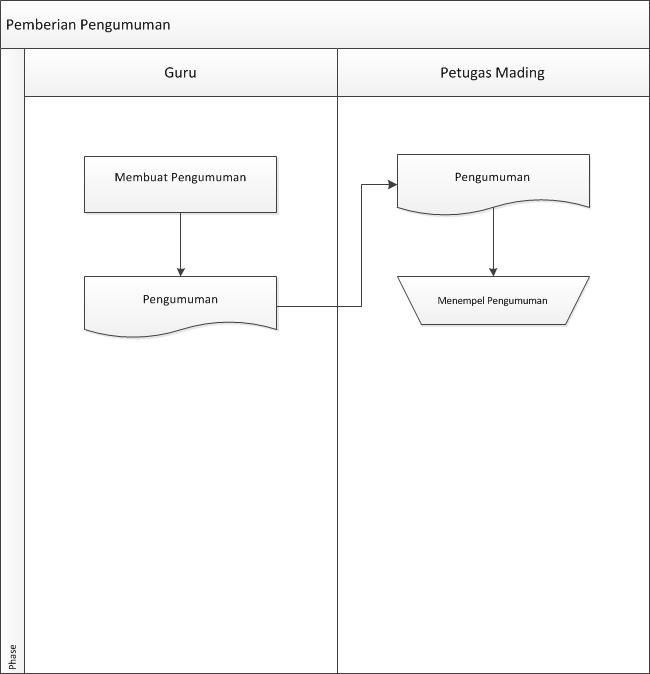 Pemberian Pengumuman
Guru
Petugas Mading
Membuat Pengumuman
Pengumuman
Pengumuman
Menempel Pengumuman
Phase